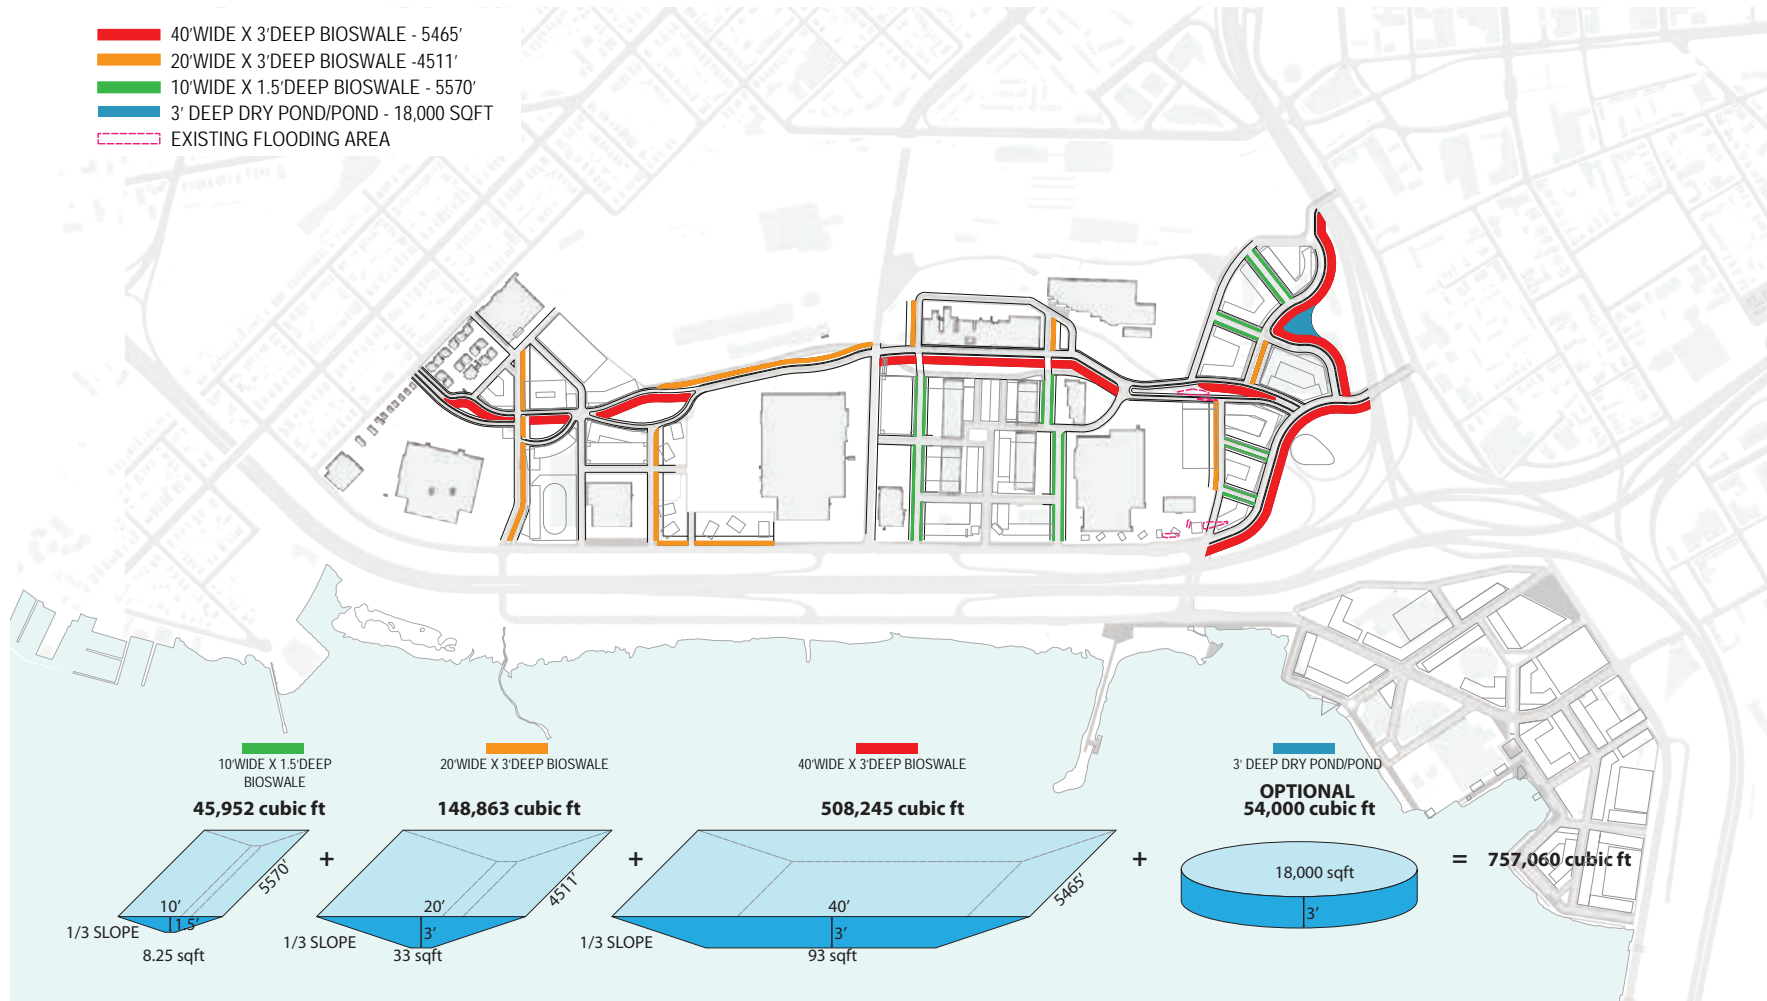 40'WIDE X 3'DEEP BIOSWALE - 5465'
20'WIDE X 3'DEEP BIOSWALE -4511'
10'WIDE X 1.5'DEEP BIOSWALE - 5570'
3' DEEP DRY POND/POND - 18,000 SQFT
EXISTING FLOODING AREA
10'WIDE X 1.5'DEEP
BIOSWALE
45,952 cubic ft
5570'
10'
1.5'
1/3 SLOPE
8.25 sqft
+
20'WIDE X 3'DEEP BIOSWALE
148,863 cubic ft
4511'
20'
3'
1/3 SLOPE
33 sqft
+
40'WIDE X 3'DEEP BIOSWALE
508,245 cubic ft
5465'
40'
3'
1/3 SLOPE
93 sqft
+
3' DEEP DRY POND/POND
OPTIONAL
54,000 cubic ft
18,000 sqft
3'
= 757,060 cubic ft